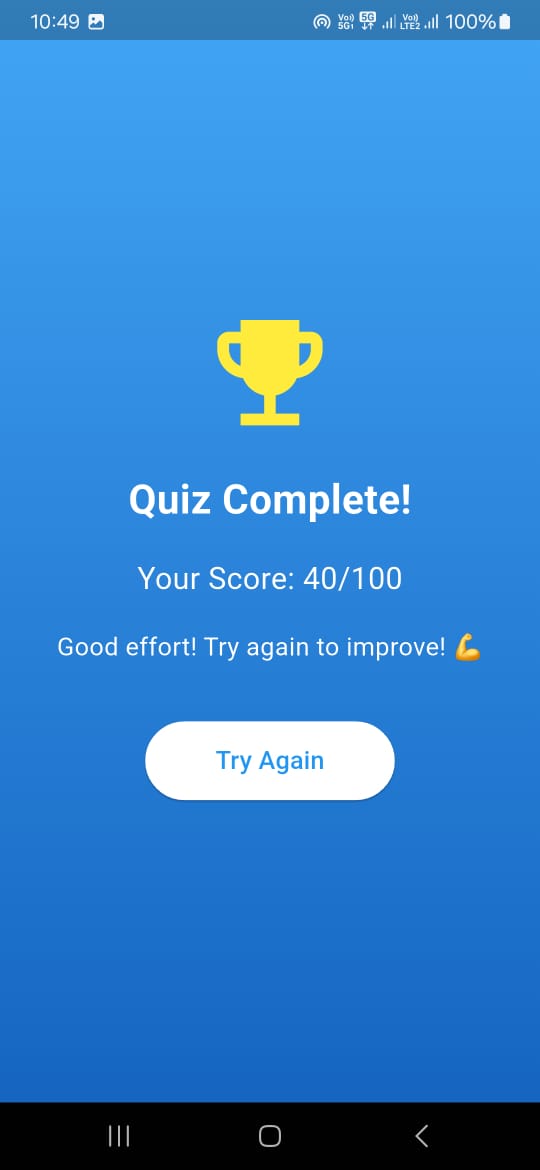 10:49 Vo) 5G1 5G Vo) LTE2 100%
Quiz Complete!
Your Score: 40/100
Good effort! Try again to improve! 💪
Try Again